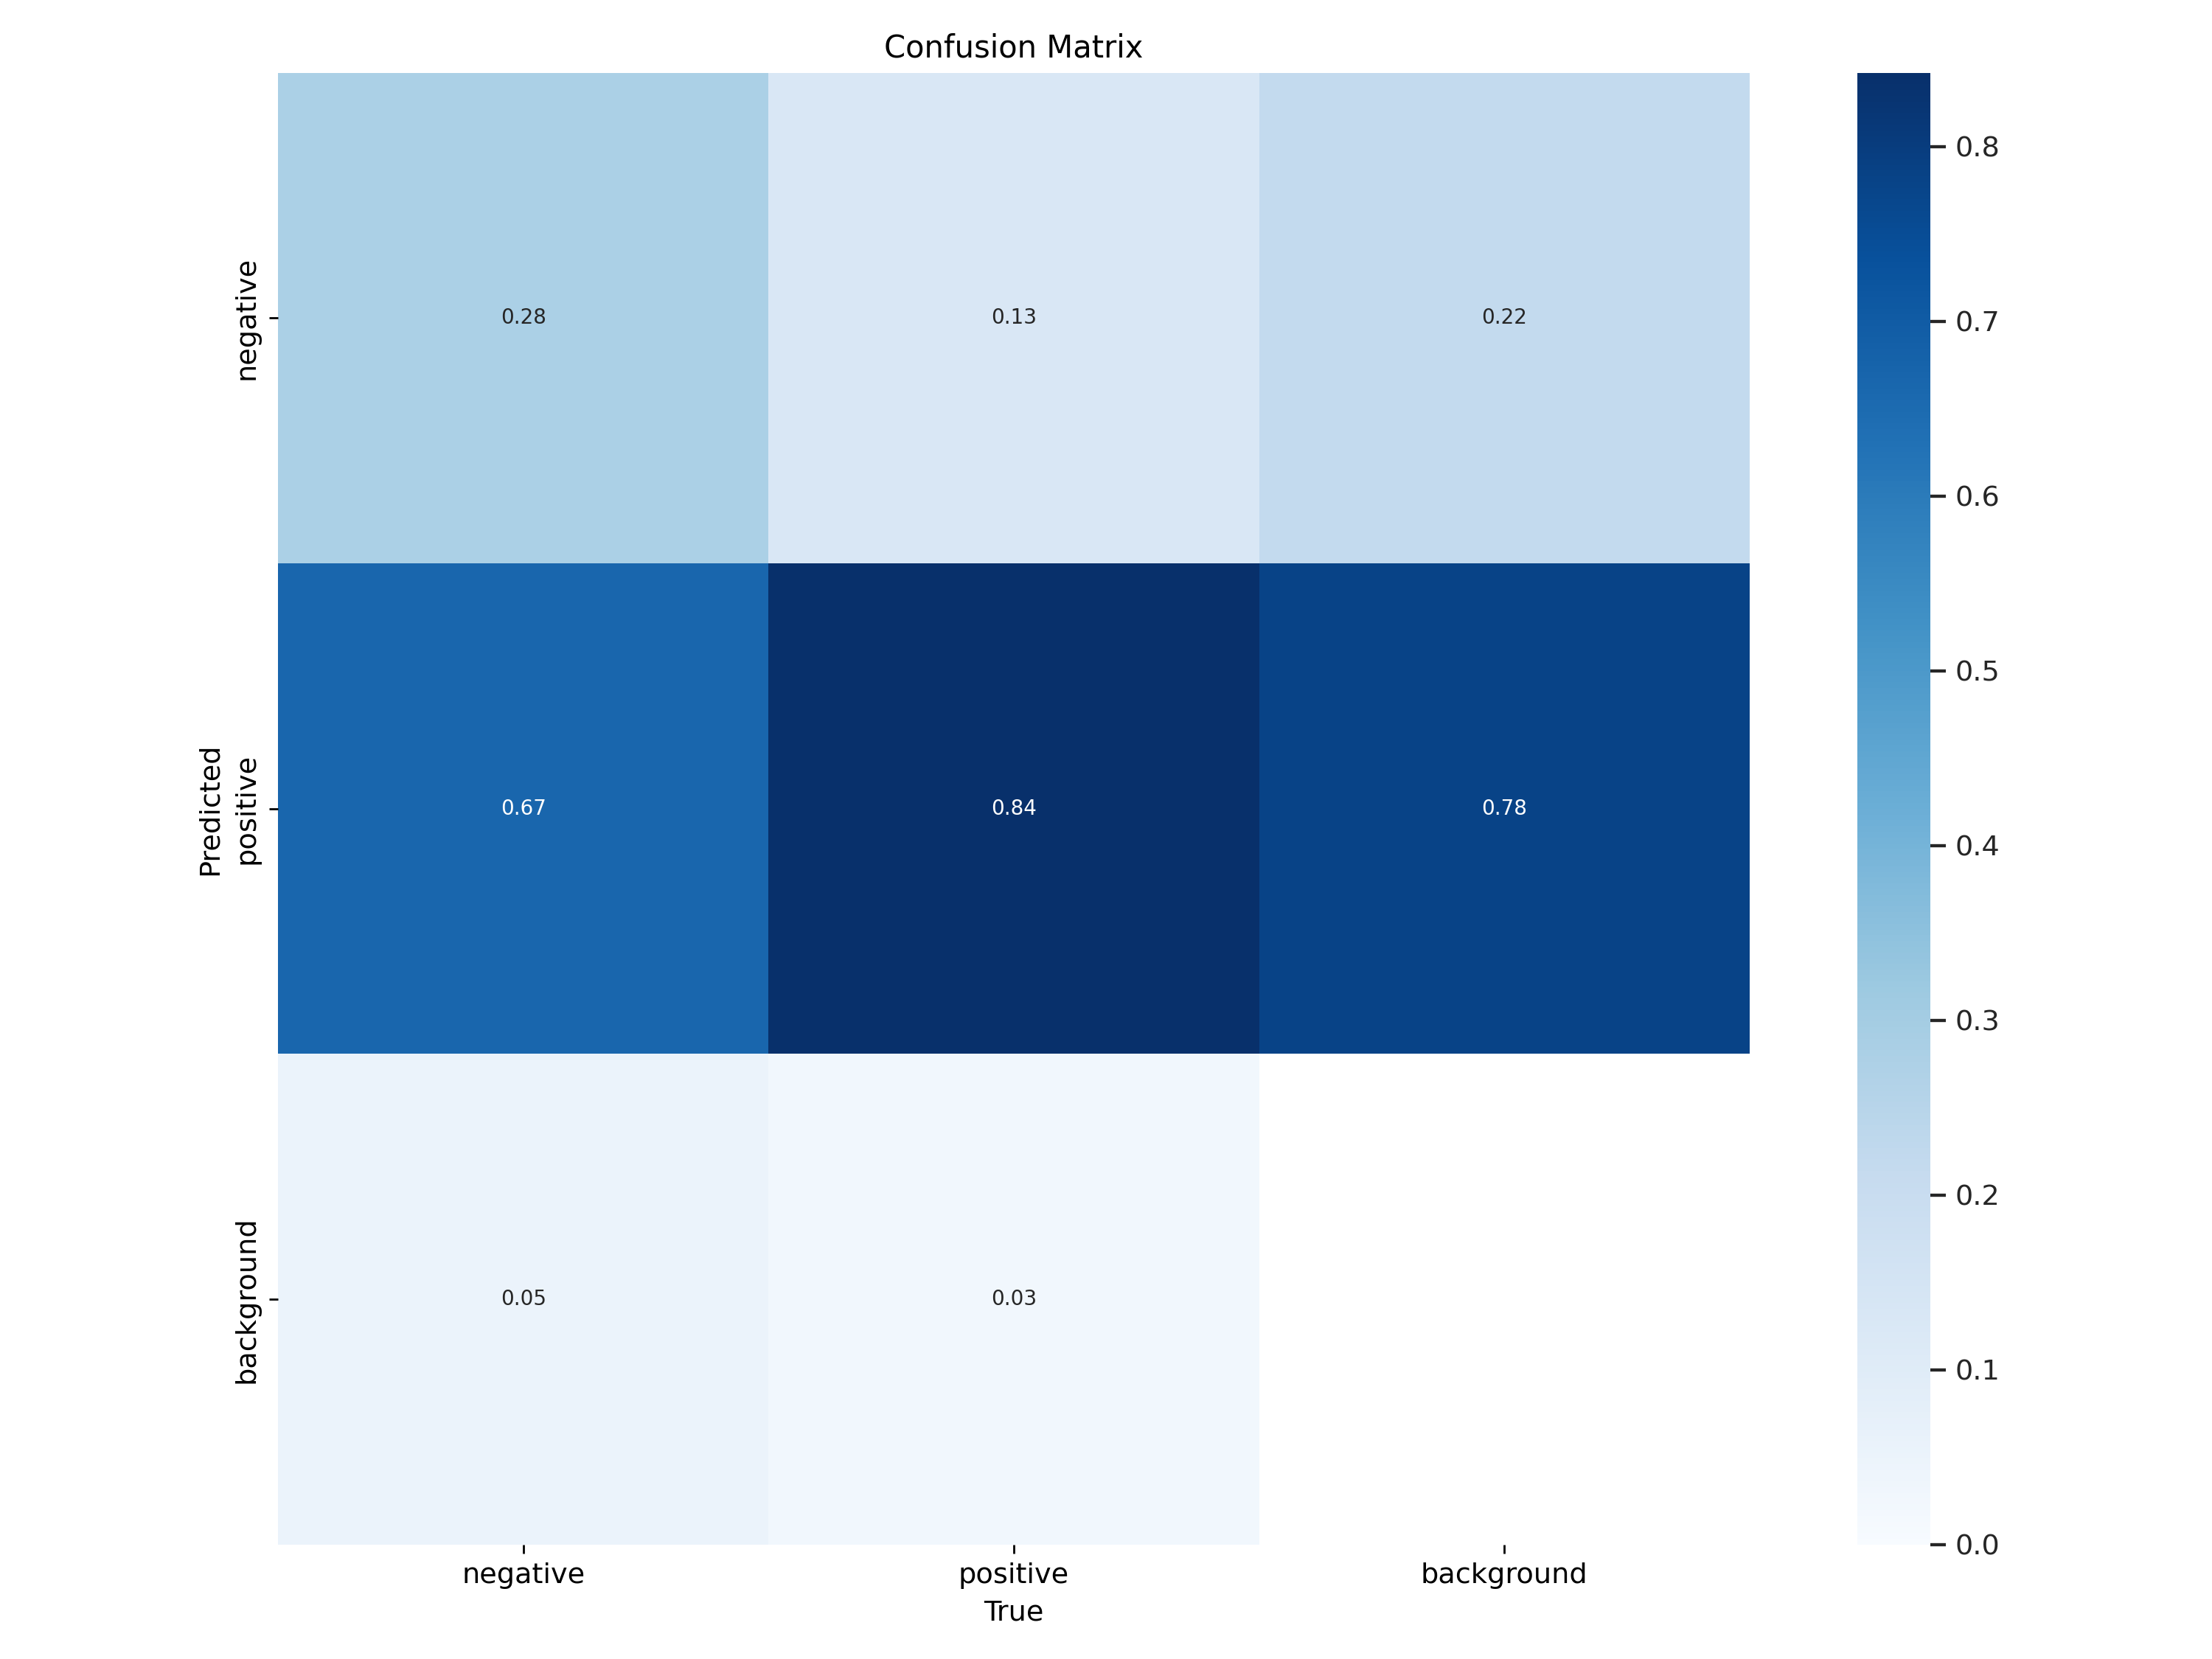 Confusion Matrix
negative
0.28 0.13 0.22
Predicted
positive
0.67 0.84 0.78
background
0.05 0.03
negative positive background
True
0.8
0.7
0.6
0.5
0.4
0.3
0.2
0.1
0.0